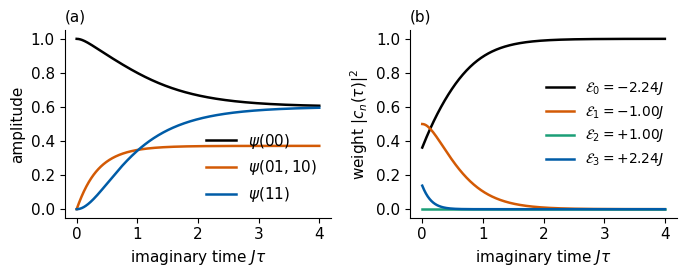 (a)
amplitude
1.0
0.8
0.6
0.4
0.2
0.0
ψ(00)
ψ(01, 10)
ψ(11)
0 1 2 3 4
imaginary time Jτ
(b)
weight |cₙ(τ)|²
1.0
0.8
0.6
0.4
0.2
0.0
ℰ₀ = −2.24J
ℰ₁ = −1.00J
ℰ₂ = +1.00J
ℰ₃ = +2.24J
0 1 2 3 4
imaginary time Jτ